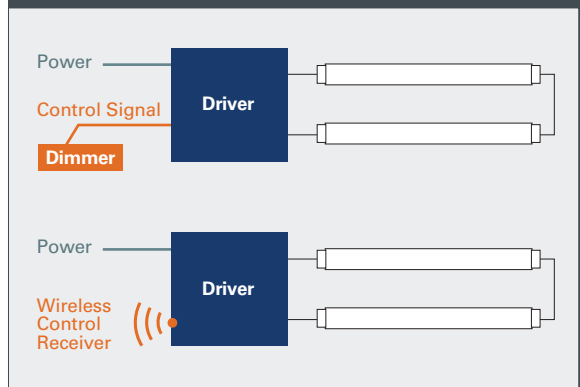 Power
Driver
Control Signal
Dimmer
Power
Driver
Wireless
Control
Receiver